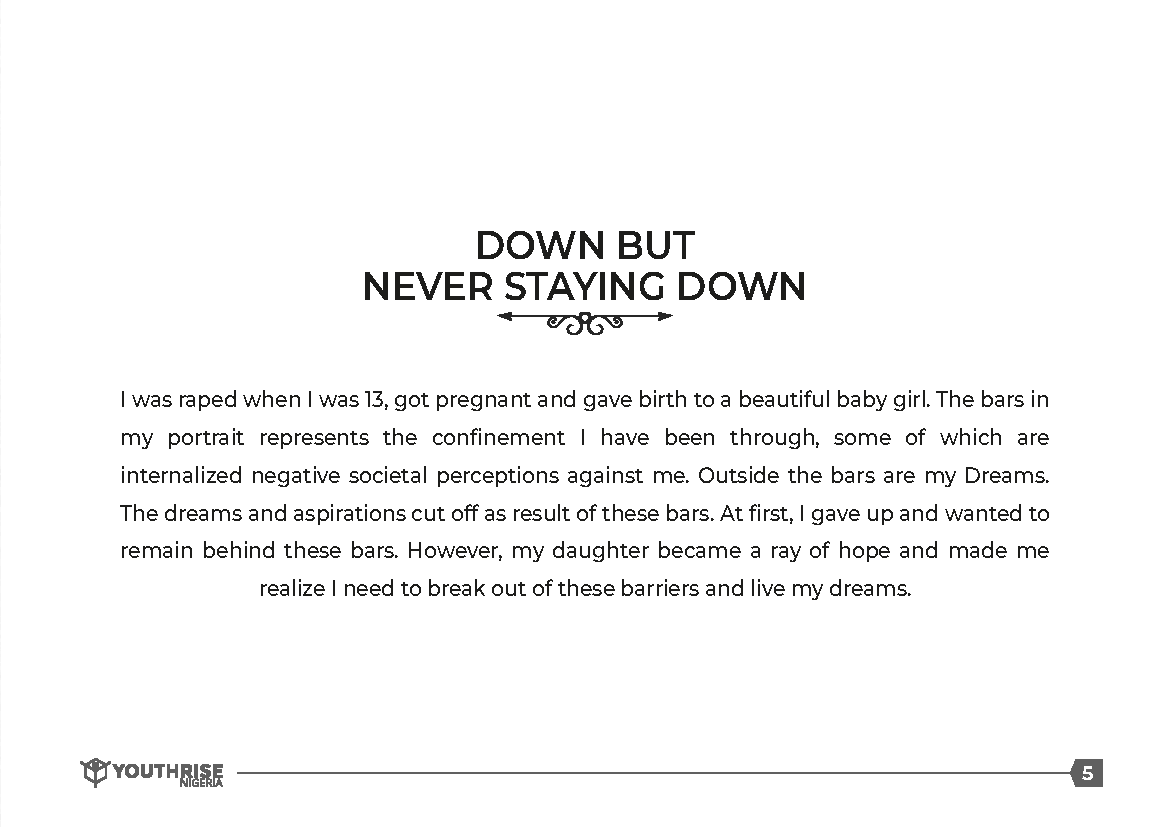 DOWN BUT
NEVER STAYING DOWN
I was raped when I was 13, got pregnant and gave birth to a beautiful baby girl. The bars in
my portrait represents the confinement I have been through, some of which are
internalized negative societal perceptions against me. Outside the bars are my Dreams.
The dreams and aspirations cut off as result of these bars. At first, I gave up and wanted to
remain behind these bars. However, my daughter became a ray of hope and made me
realize I need to break out of these barriers and live my dreams.
YOUTHRISE
NIGERIA
5